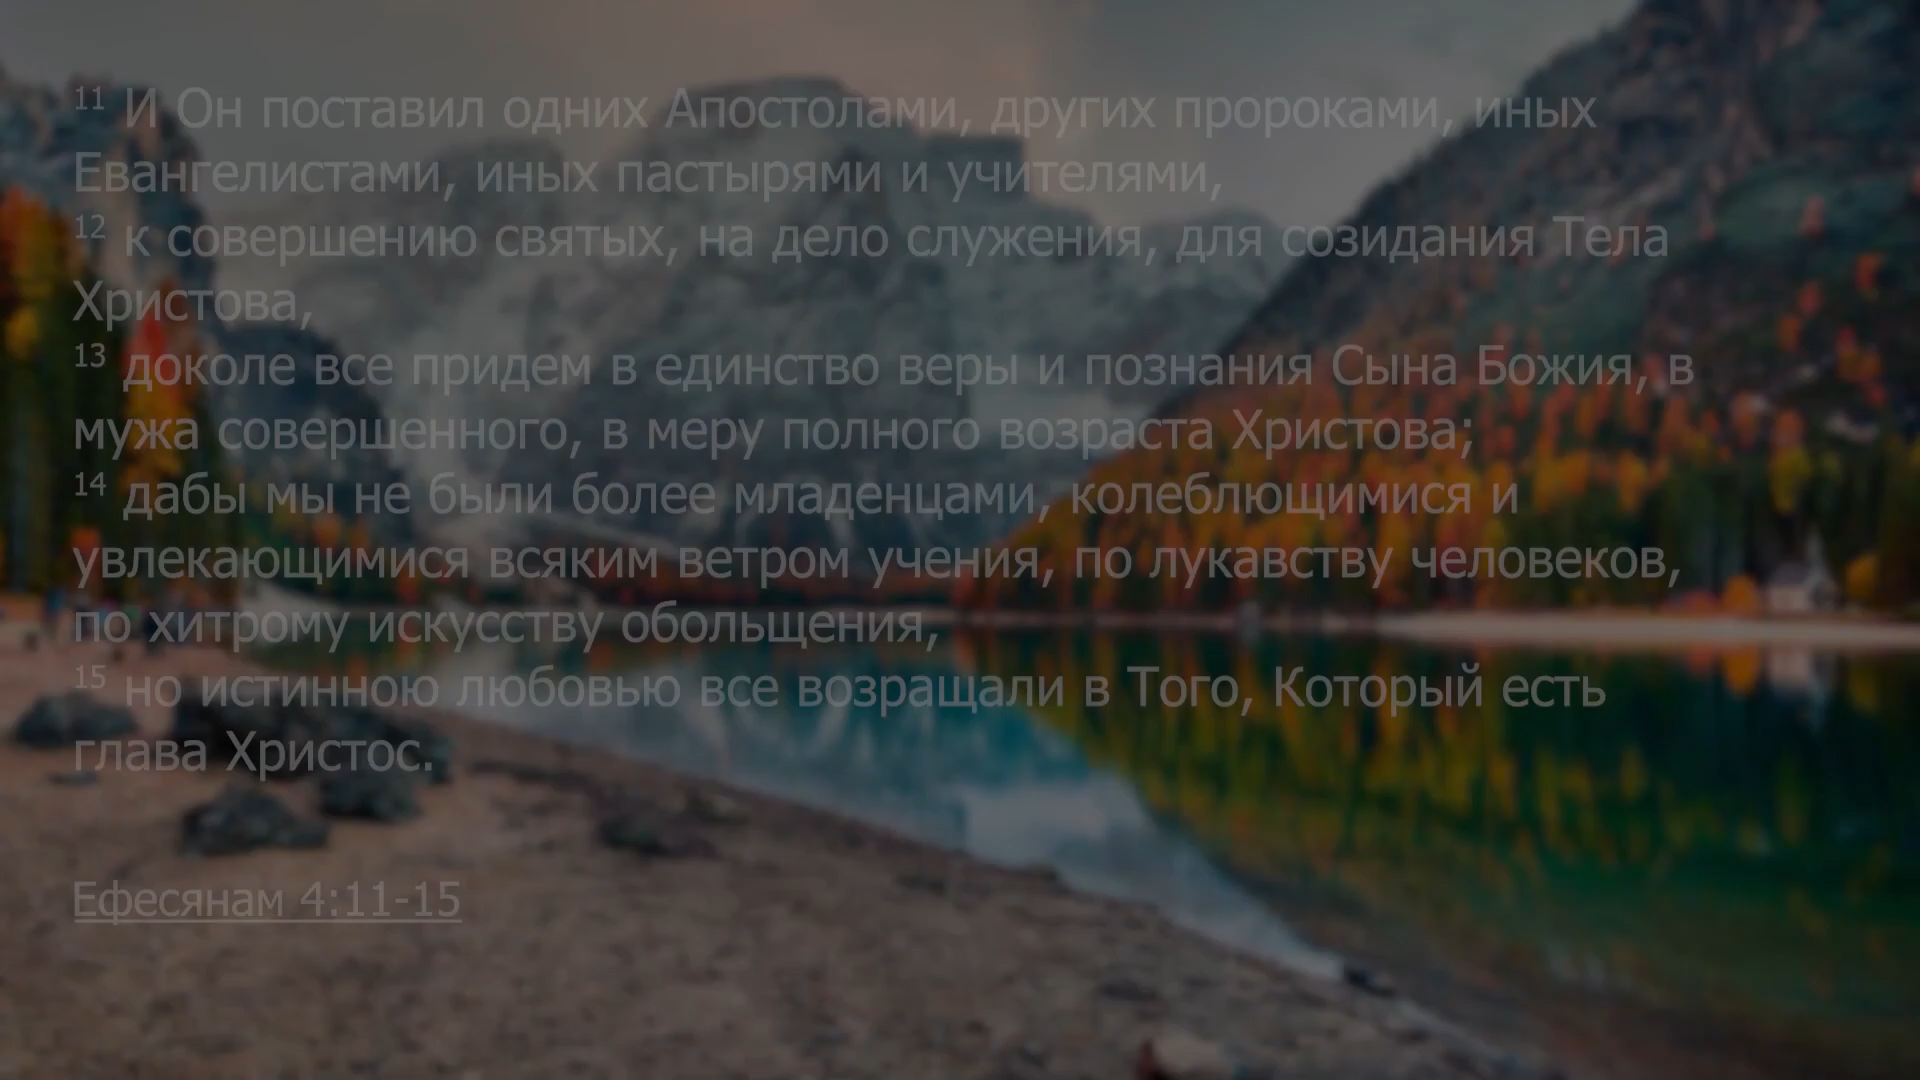 11 И Он поставил одних Апостолами, других пророками, иных
Евангелистами, иных пастырями и учителями,
12 к совершению святых, на дело служения, для созидания Тела
Христова,
13 доколе все придем в единство веры и познания Сына Божия, в
мужа совершенного, в меру полного возраста Христова;
14 дабы мы не были более младенцами, колеблющимися и
увлекающимися всяким ветром учения, по лукавству человеков,
по хитрому искусству обольщения,
15 но истинною любовью все возращали в Того, Который есть
глава Христос.
Ефесянам 4:11-15